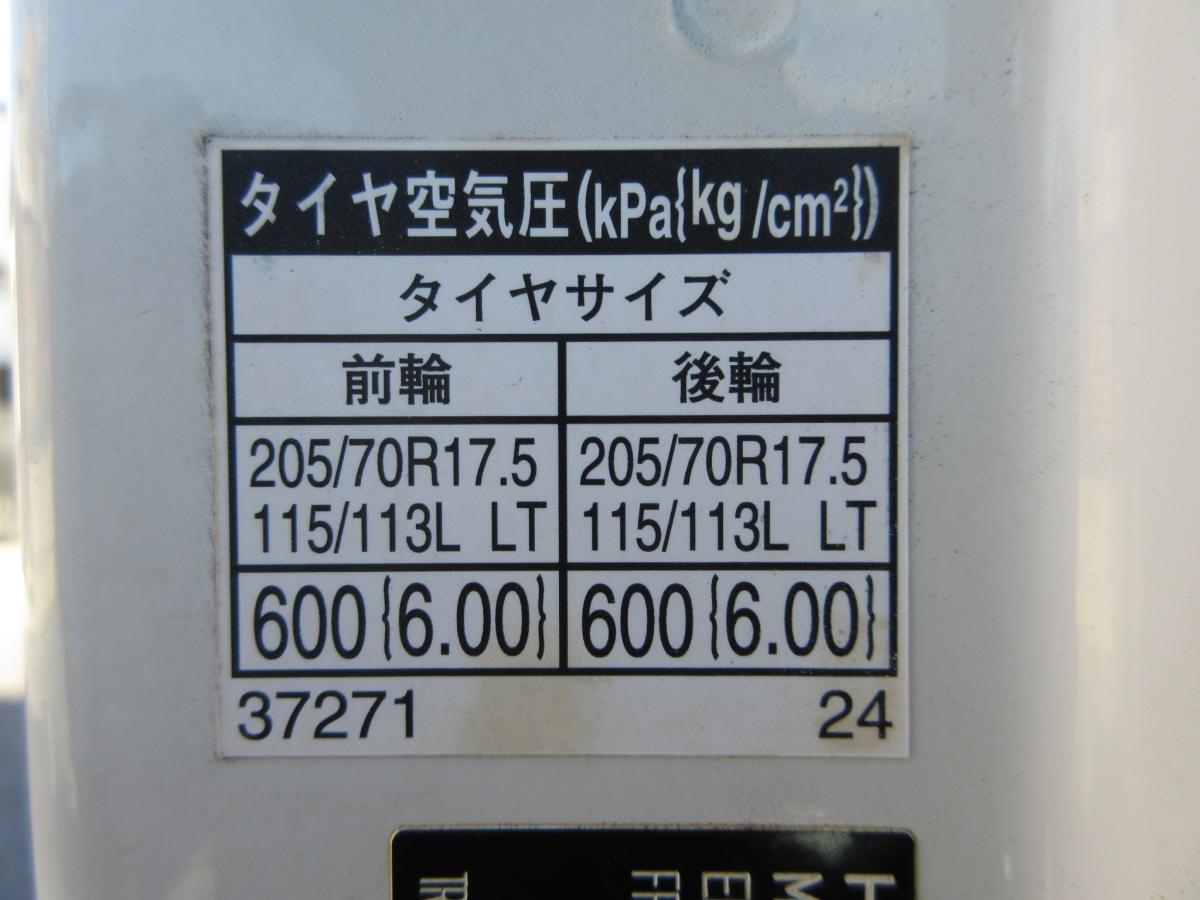 タイヤ空気圧(kPa{kg/cm²})
タイヤサイズ
前輪 後輪
205/70R17.5 205/70R17.5
115/113L LT 115/113L LT
600{6.00} 600{6.00}
37271 24